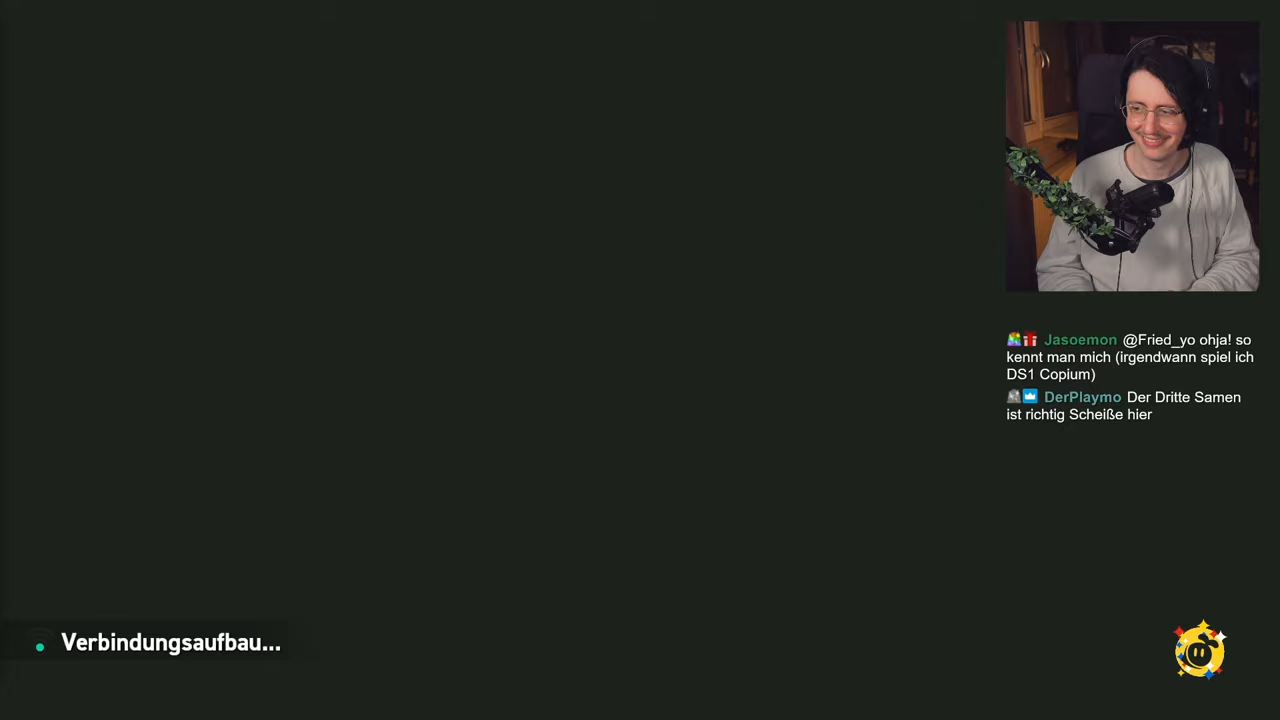 Jasoemon @Fried_yo ohja! so
kennt man mich (irgendwann spiel ich
DS1 Copium)
DerPlaymo Der Dritte Samen
ist richtig Scheiße hier
Verbindungsaufbau...